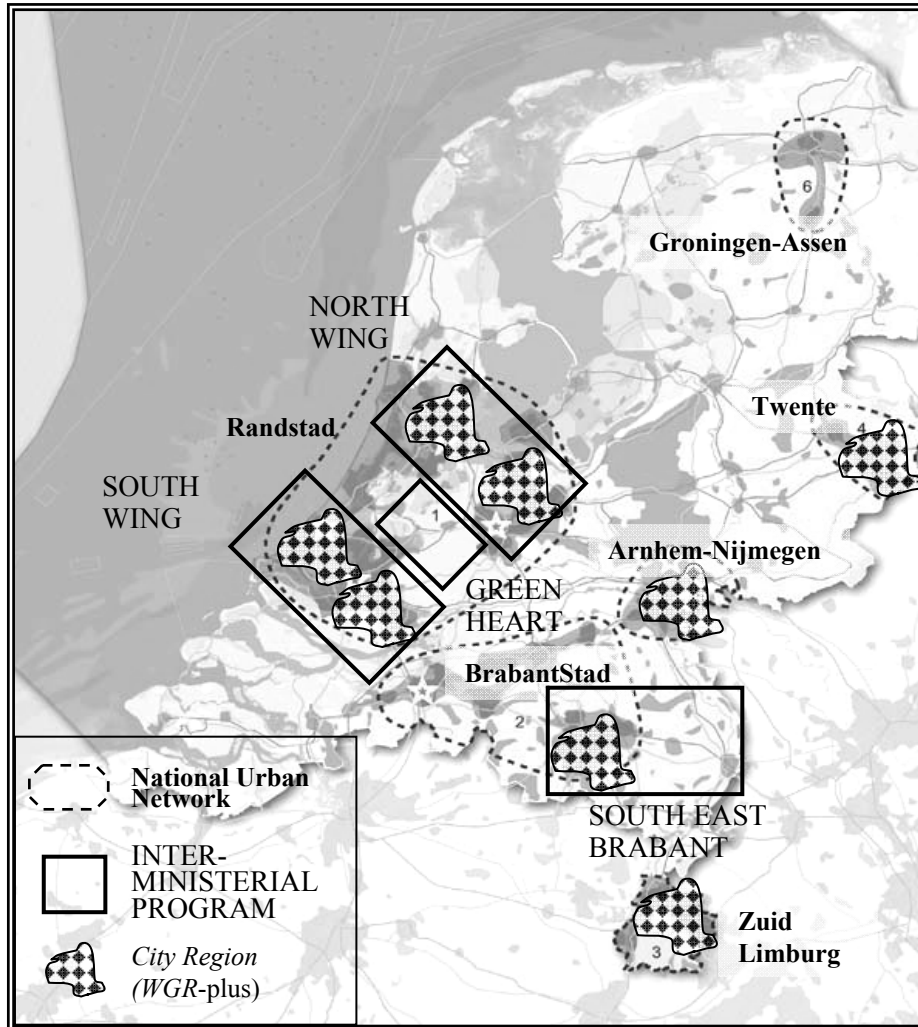 6
Groningen-Assen
NORTH
WING
Randstad
Twente
4
SOUTH
WING
1
Arnhem-Nijmegen
GREEN
HEART
BrabantStad
2
SOUTH EAST
BRABANT
Zuid
Limburg
3
National Urban
Network
INTER-
MINISTERIAL
PROGRAM
City Region
(WGR-plus)